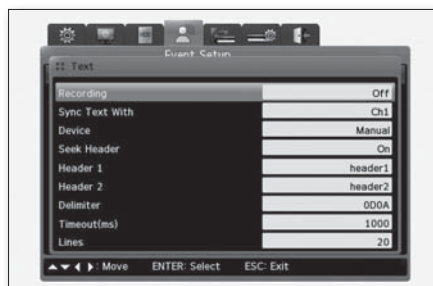 Event Setup
Text
Recording Off
Sync Text With Ch1
Device Manual
Seek Header On
Header 1 header1
Header 2 header2
Delimiter 0D0A
Timeout(ms) 1000
Lines 20
▲ ▼ ◀ ▶: Move ENTER: Select ESC: Exit